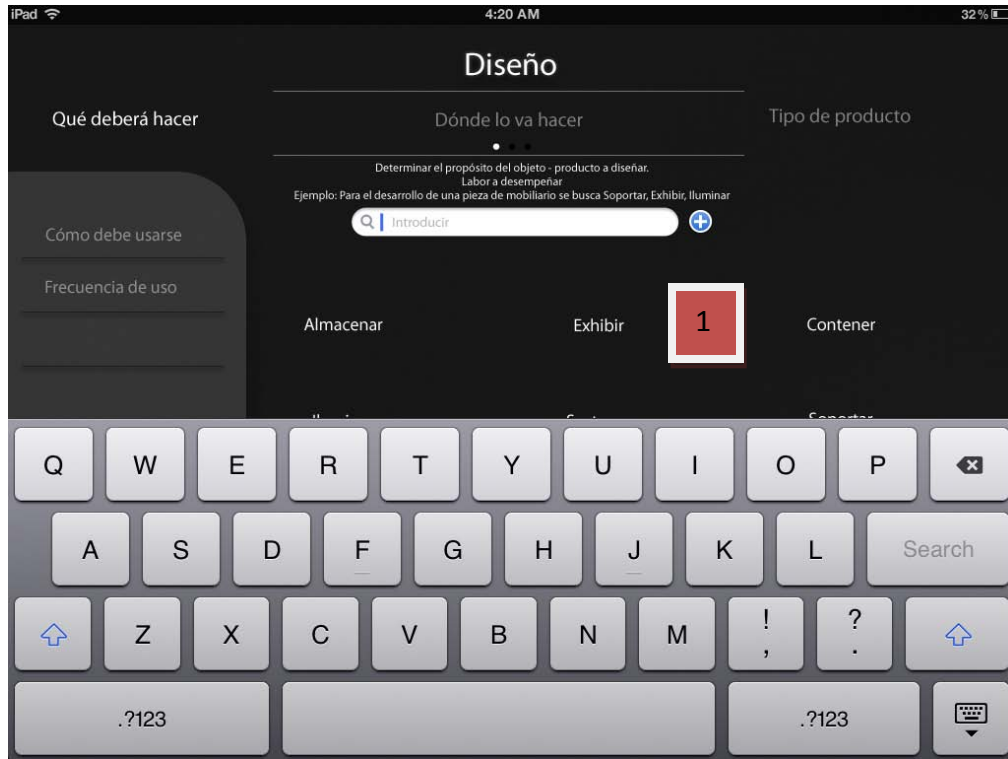 iPad 4:20 AM 32%
Diseño
Qué deberá hacer Dónde lo va hacer Tipo de producto
Determinar el propósito del objeto - producto a diseñar.
Labor a desempeñar
Ejemplo: Para el desarrollo de una pieza de mobiliario se busca Soportar, Exhibir, Iluminar
Introducir
Cómo debe usarse
Frecuencia de uso
Almacenar Exhibir 1 Contener
Soportar
Q W E R T Y U I O P
A S D F G H J K L Search
Z X C V B N M ! , ? .
.?123 .?123